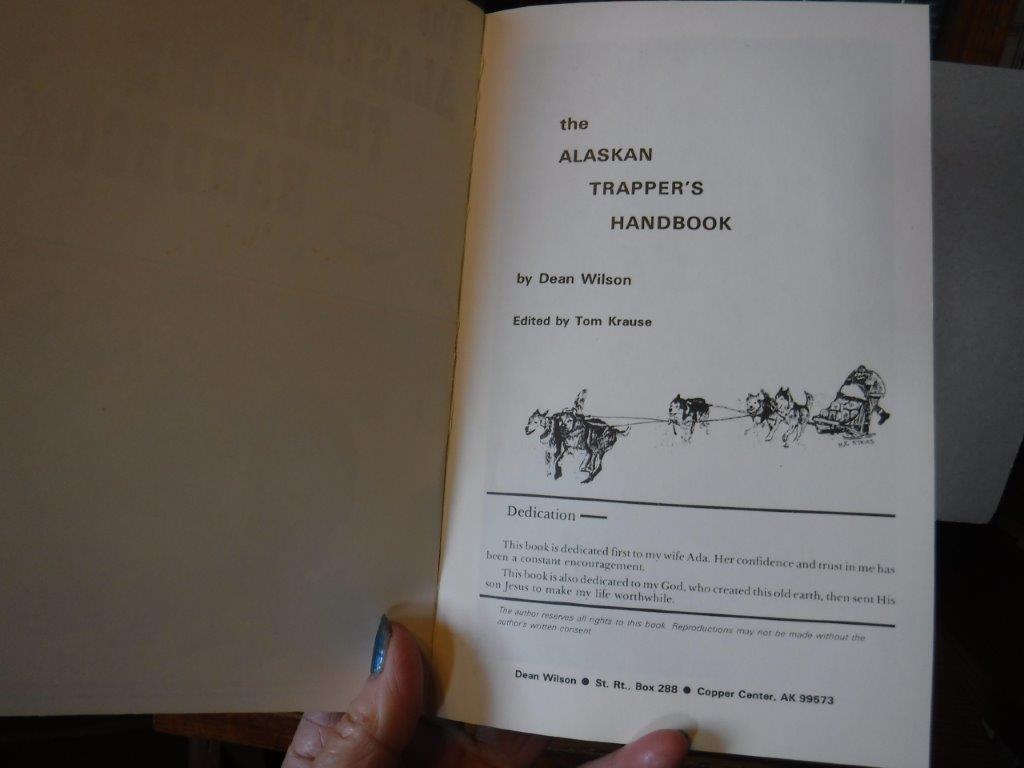 the
ALASKAN
TRAPPER'S
HANDBOOK
by Dean Wilson
Edited by Tom Krause
Dedication —
This book is dedicated first to my wife Ada. Her confidence and trust in me has
been a constant encouragement.
This book is also dedicated to my God, who created this old earth, then sent His
son Jesus to make my life worthwhile.
The author reserves all rights to this book. Reproductions may not be made without the
author's written consent
Dean Wilson ● St. Rt., Box 288 ● Copper Center, AK 99573